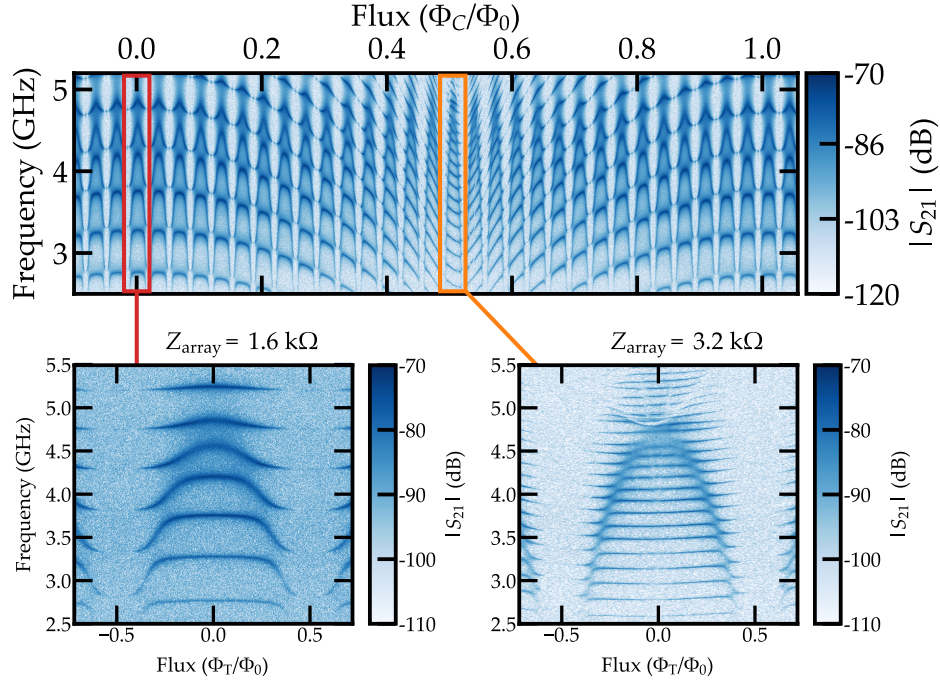 Flux (Φ_C/Φ_0)
0.0 0.2 0.4 0.6 0.8 1.0
Frequency (GHz)
5
4
3
-70
-86
-103
-120
|S_21| (dB)
Z_array = 1.6 kΩ
5.5
5.0
4.5
4.0
3.5
3.0
2.5
Frequency (GHz)
−0.5 0.0 0.5
Flux (Φ_T/Φ_0)
-70
-80
-90
-100
-110
|S_21| (dB)
Z_array = 3.2 kΩ
5.5
5.0
4.5
4.0
3.5
3.0
2.5
−0.5 0.0 0.5
Flux (Φ_T/Φ_0)
-70
-80
-90
-100
-110
|S_21| (dB)